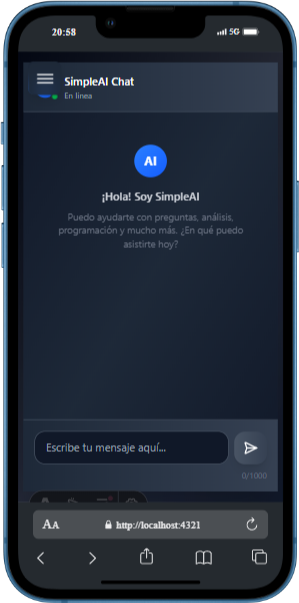 20:58
5G
SimpleAI Chat
En línea
AI
¡Hola! Soy SimpleAI
Puedo ayudarte con preguntas, análisis,
programación y mucho más. ¿En qué puedo
asistirte hoy?
Escribe tu mensaje aquí...
0/1000
AA
http://localhost:4321